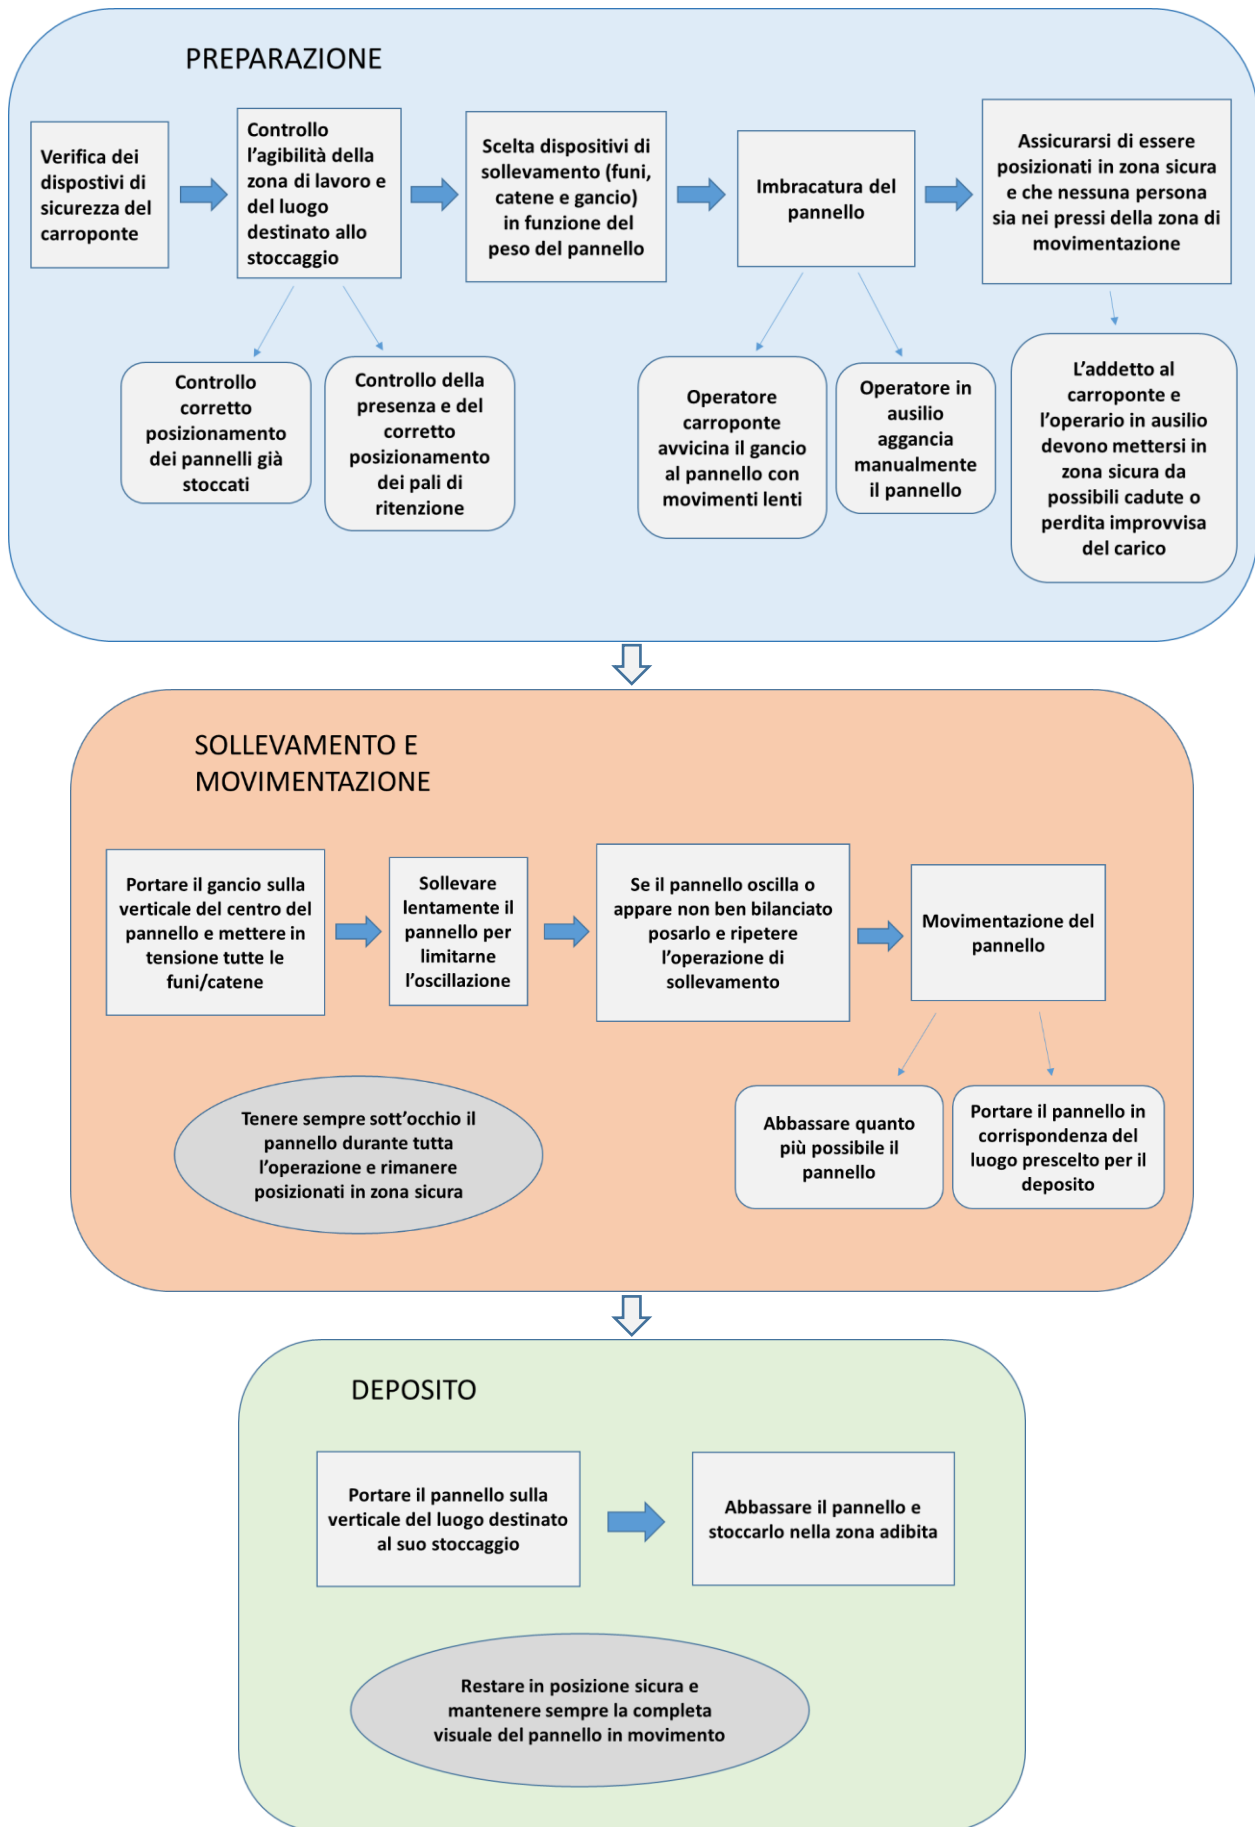 PREPARAZIONE
Verifica dei
dispostivi di
sicurezza del
carroponte
Controllo
l’agibilità della
zona di lavoro e
del luogo
destinato allo
stoccaggio
Scelta dispositivi di
sollevamento (funi,
catene e gancio)
in funzione del
peso del pannello
Imbracatura del
pannello
Assicurarsi di essere
posizionati in zona sicura
e che nessuna persona
sia nei pressi della zona di
movimentazione
Controllo
corretto
posizionamento
dei pannelli già
stoccati
Controllo della
presenza e del
corretto
posizionamento
dei pali di
ritenzione
Operatore
carroponte
avvicina il gancio
al pannello con
movimenti lenti
Operatore in
ausilio
aggancia
manualmente
il pannello
L’addetto al
carroponte e
l’operario in ausilio
devono mettersi in
zona sicura da
possibili cadute o
perdita improvvisa
del carico
SOLLEVAMENTO E
MOVIMENTAZIONE
Portare il gancio sulla
verticale del centro del
pannello e mettere in
tensione tutte le
funi/catene
Sollevare
lentamente il
pannello per
limitarne
l’oscillazione
Se il pannello oscilla o
appare non ben bilanciato
posarlo e ripetere
l’operazione di
sollevamento
Movimentazione del
pannello
Tenere sempre sott’occhio il
pannello durante tutta
l’operazione e rimanere
posizionati in zona sicura
Abbassare quanto
più possibile il
pannello
Portare il pannello in
corrispondenza del
luogo prescelto per il
deposito
DEPOSITO
Portare il pannello sulla
verticale del luogo destinato
al suo stoccaggio
Abbassare il pannello e
stoccarlo nella zona adibita
Restare in posizione sicura e
mantenere sempre la completa
visuale del pannello in movimento